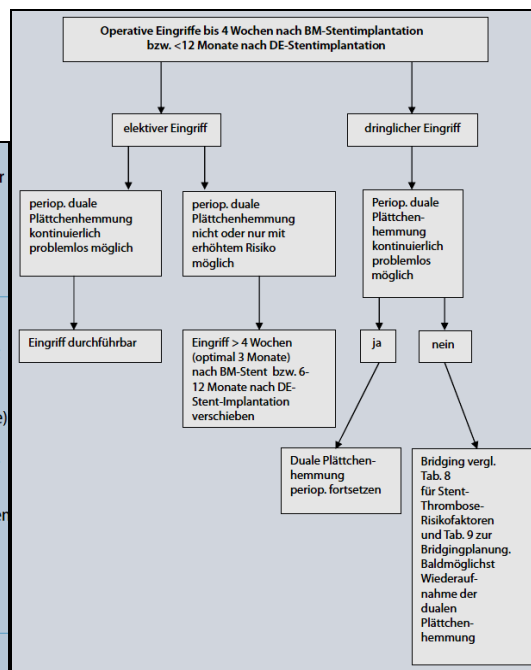 Operative Eingriffe bis 4 Wochen nach BM-Stentimplantation
bzw. <12 Monate nach DE-Stentimplantation
elektiver Eingriff
dringlicher Eingriff
periop. duale
Plättchenhemmung
kontinuierlich
problemlos möglich
periop. duale
Plättchenhemmung
nicht oder nur mit
erhöhtem Risiko
möglich
Periop. duale
Plättchen-
hemmung
kontinuierlich
problemlos
möglich
Eingriff durchführbar
Eingriff > 4 Wochen
(optimal 3 Monate)
nach BM-Stent bzw. 6-
12 Monate nach DE-
Stent-Implantation
verschieben
ja
nein
Duale Plättchen-
hemmung
periop. fortsetzen
Bridging vergl.
Tab. 8
für Stent-
Thrombose-
Risikofaktoren
und Tab. 9 zur
Bridgingplanung.
Baldmöglichst
Wiederauf-
nahme der
dualen
Plättchen-
hemmung